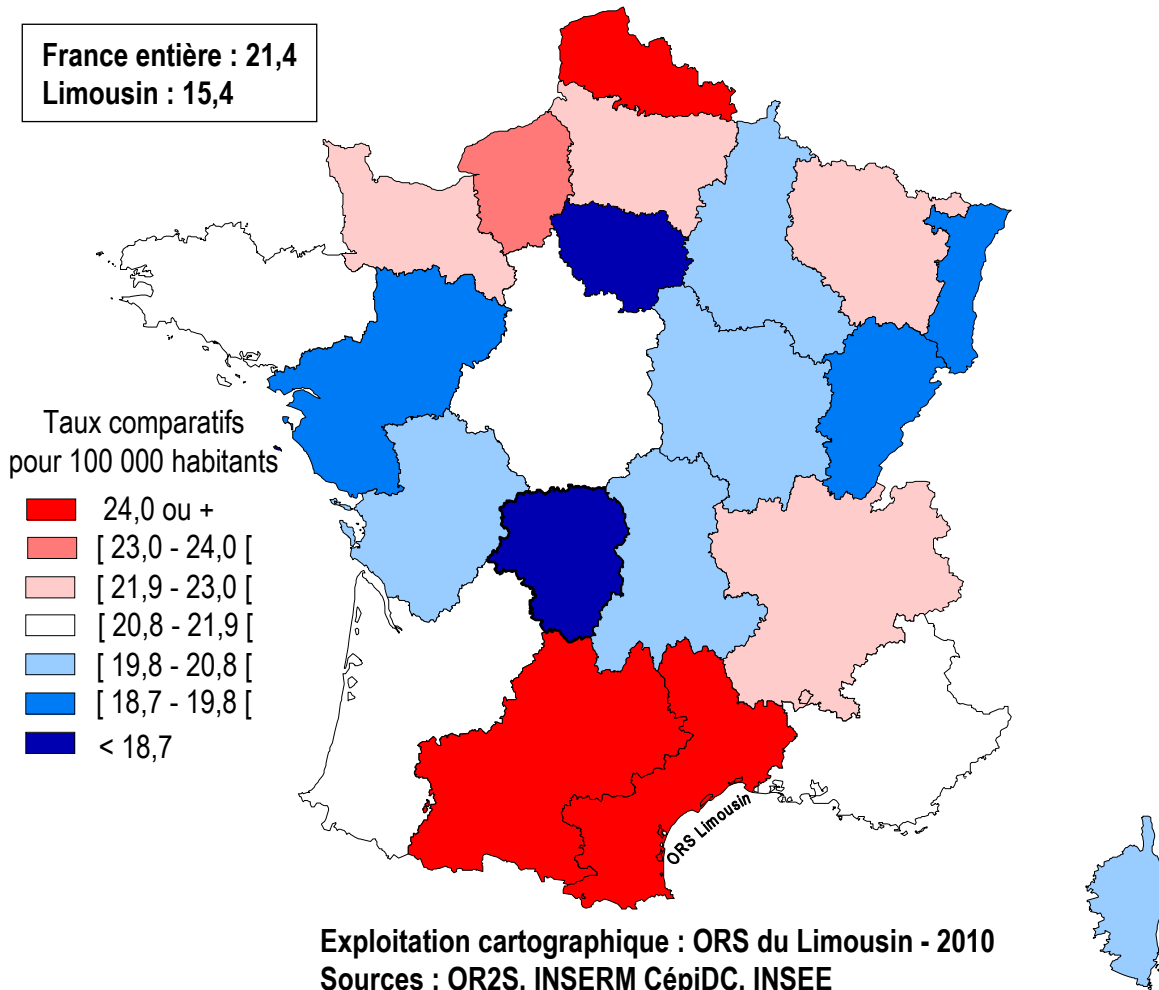 France entière : 21,4
Limousin : 15,4
Taux comparatifs
pour 100 000 habitants
24,0 ou +
[ 23,0 - 24,0 [
[ 21,9 - 23,0 [
[ 20,8 - 21,9 [
[ 19,8 - 20,8 [
[ 18,7 - 19,8 [
< 18,7
ORS Limousin
Exploitation cartographique : ORS du Limousin - 2010
Sources : OR2S, INSERM CépiDC, INSEE